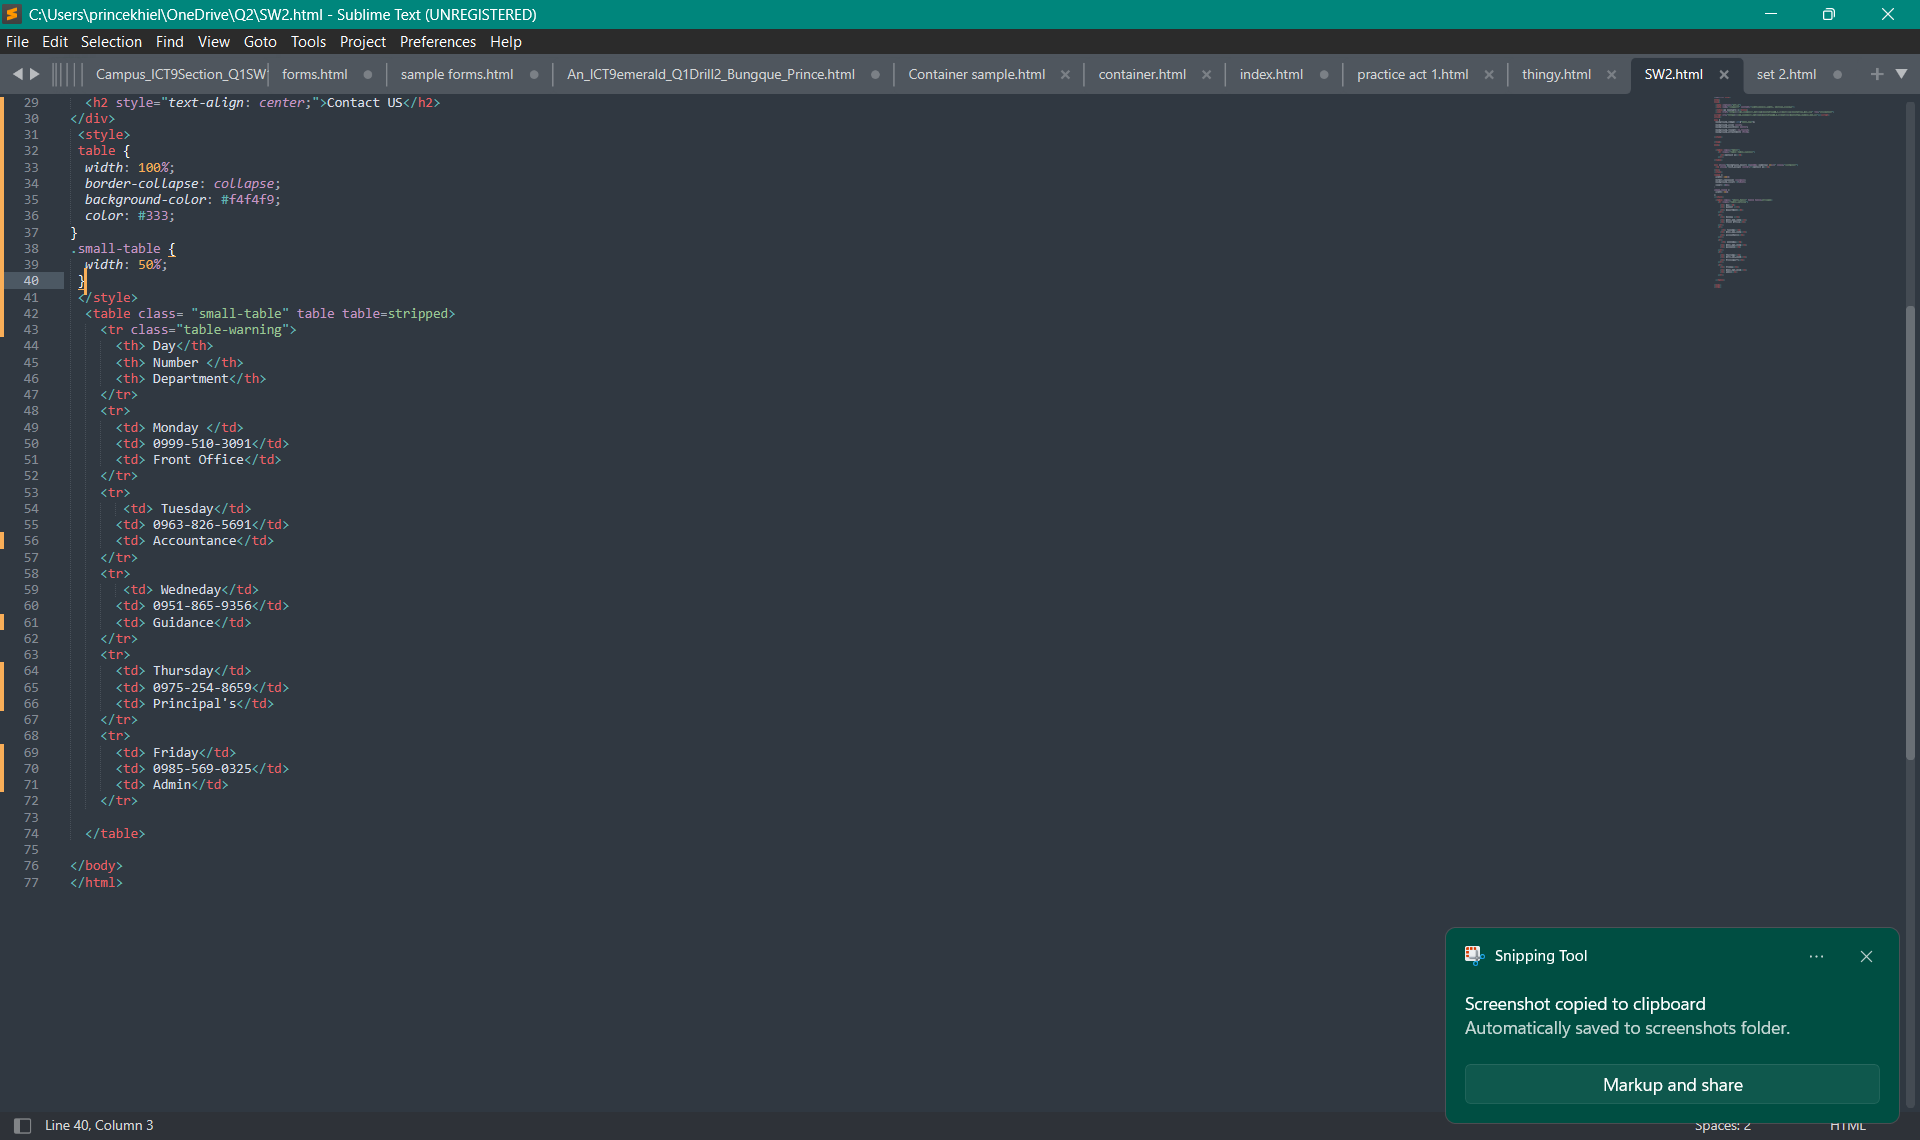 C:\Users\princekhiel\OneDrive\Q2\SW2.html - Sublime Text (UNREGISTERED)
File Edit Selection Find View Goto Tools Project Preferences Help
Campus_ICT9Section_Q1SW forms.html sample forms.html An_ICT9emerald_Q1Drill2_Bungque_Prince.html Container sample.html container.html index.html practice act 1.html thingy.html SW2.html set 2.html
29 <h2 style="text-align: center;">Contact US</h2>
30 </div>
31 <style>
32 table {
33 width: 100%;
34 border-collapse: collapse;
35 background-color: #f4f4f9;
36 color: #333;
37 }
38 .small-table {
39 width: 50%;
40 }
41 </style>
42 <table class= "small-table" table table=stripped>
43 <tr class="table-warning">
44 <th> Day</th>
45 <th> Number </th>
46 <th> Department</th>
47 </tr>
48 <tr>
49 <td> Monday </td>
50 <td> 0999-510-3091</td>
51 <td> Front Office</td>
52 </tr>
53 <tr>
54 <td> Tuesday</td>
55 <td> 0963-826-5691</td>
56 <td> Accountance</td>
57 </tr>
58 <tr>
59 <td> Wedneday</td>
60 <td> 0951-865-9356</td>
61 <td> Guidance</td>
62 </tr>
63 <tr>
64 <td> Thursday</td>
65 <td> 0975-254-8659</td>
66 <td> Principal's</td>
67 </tr>
68 <tr>
69 <td> Friday</td>
70 <td> 0985-569-0325</td>
71 <td> Admin</td>
72 </tr>
73
74 </table>
75
76 </body>
77 </html>
Snipping Tool
Screenshot copied to clipboard
Automatically saved to screenshots folder.
Markup and share
Line 40, Column 3
Spaces: 2 HTML